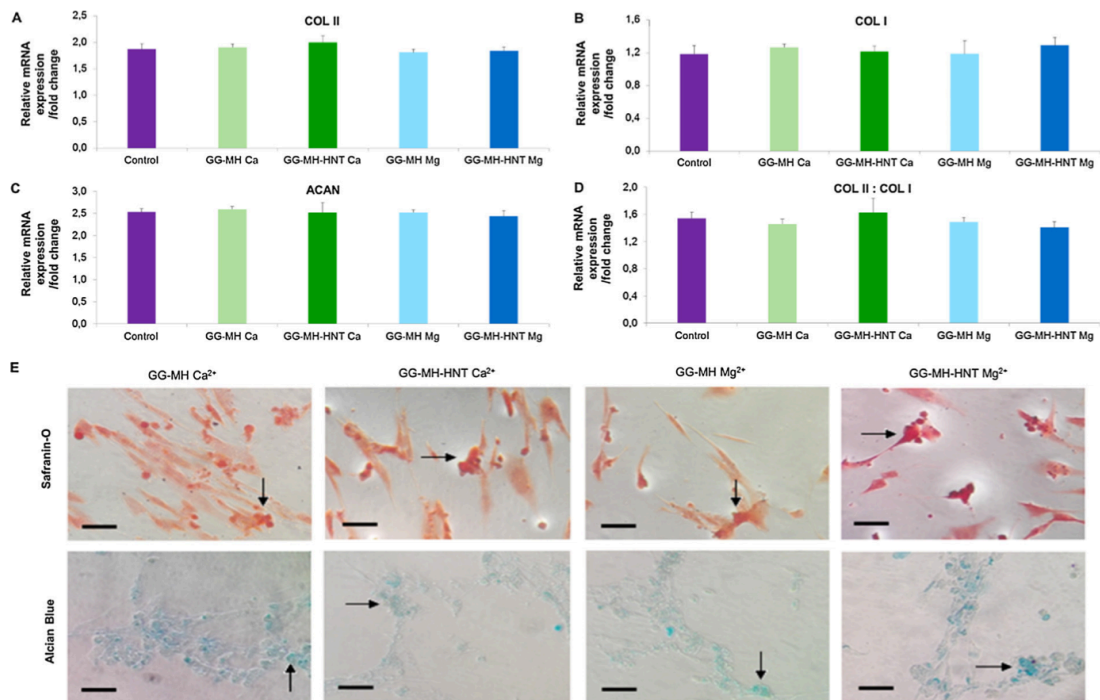 A
COL II
Relative mRNA
expression
/fold change
2,5
2,0
1,5
1,0
0,5
0,0
Control
GG-MH Ca
GG-MH-HNT Ca
GG-MH Mg
GG-MH-HNT Mg
B
COL I
Relative mRNA
expression
/fold change
1,6
1,2
0,8
0,4
0,0
Control
GG-MH Ca
GG-MH-HNT Ca
GG-MH Mg
GG-MH-HNT Mg
C
ACAN
Relative mRNA
expression
/fold change
3,0
2,5
2,0
1,5
1,0
0,5
0,0
Control
GG-MH Ca
GG-MH-HNT Ca
GG-MH Mg
GG-MH-HNT Mg
D
COL II : COL I
Relative mRNA
expression
/fold change
2,0
1,6
1,2
0,8
0,4
0,0
Control
GG-MH Ca
GG-MH-HNT Ca
GG-MH Mg
GG-MH-HNT Mg
E
GG-MH Ca²⁺
GG-MH-HNT Ca²⁺
GG-MH Mg²⁺
GG-MH-HNT Mg²⁺
Safranin-O
Alcian Blue